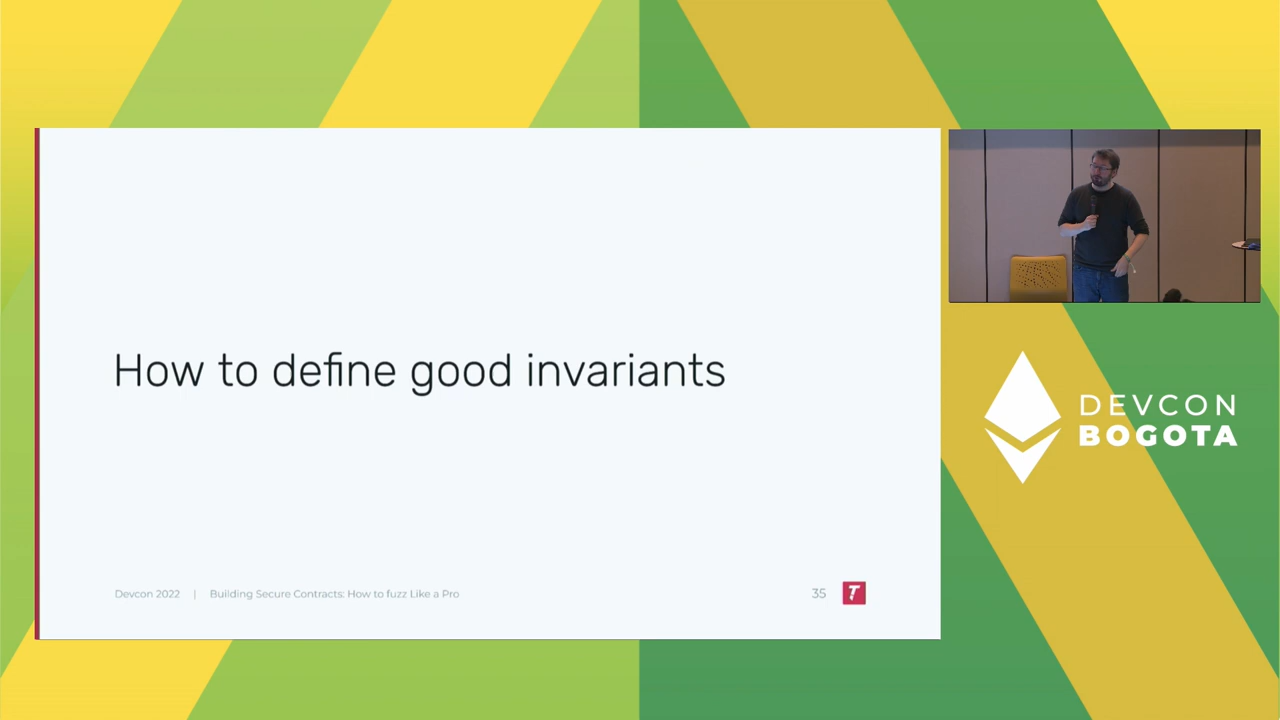 How to define good invariants
Devcon 2022 | Building Secure Contracts: How to fuzz Like a Pro
35
DEVCON
BOGOTA